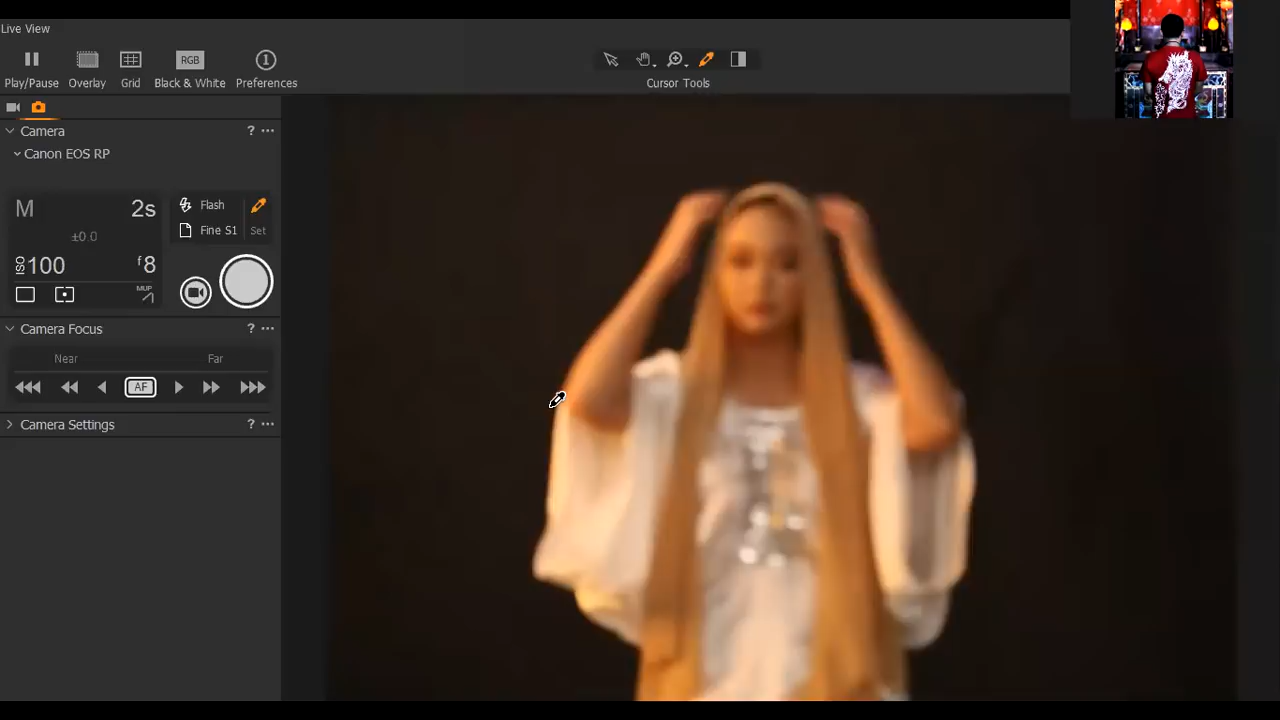 Live View
Play/Pause
Overlay
Grid
RGB
Black & White
Preferences
Cursor Tools
Camera
?
Canon EOS RP
M
2s
Flash
±0.0
Fine S1
Set
ISO 100
f8
MUP
Camera Focus
?
Near
Far
AF
Camera Settings
?